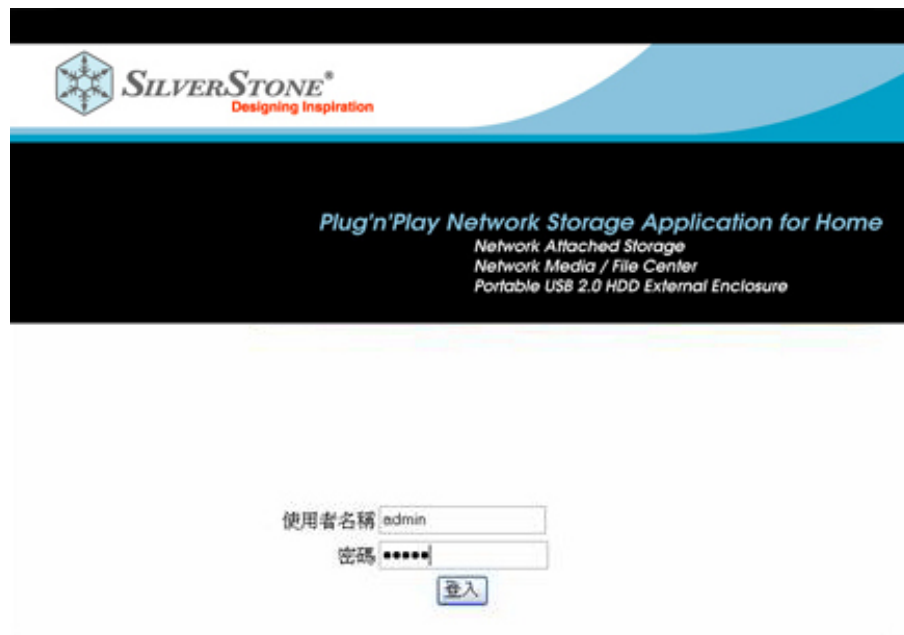 SILVERSTONE®
Designing Inspiration
Plug'n'Play Network Storage Application for Home
Network Attached Storage
Network Media / File Center
Portable USB 2.0 HDD External Enclosure
使用者名稱 admin
密碼 •••••
登入